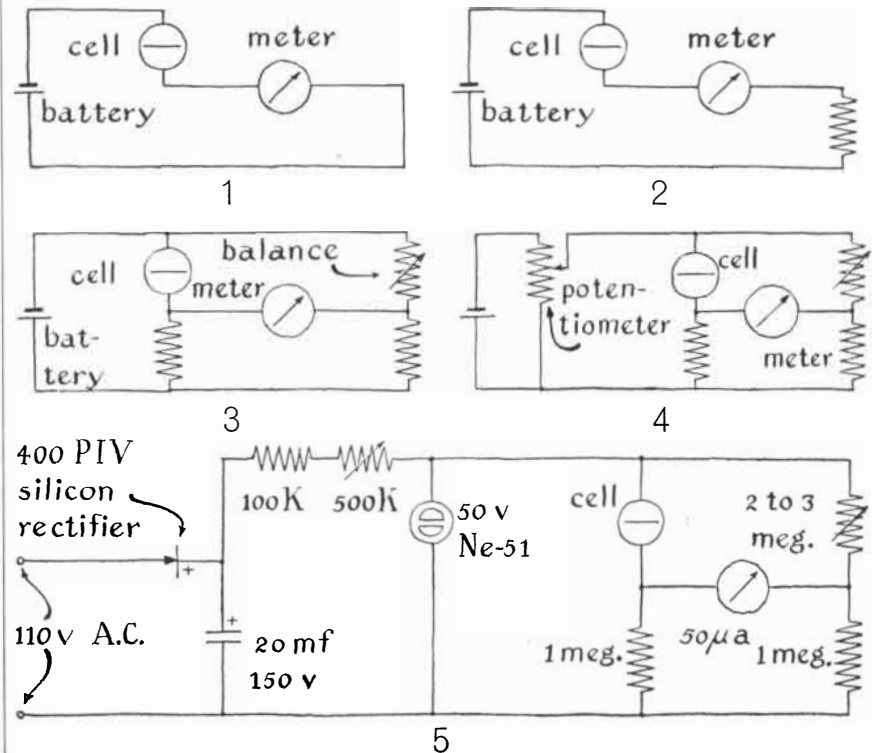 cell
meter
battery
1
cell
meter
battery
2
balance
cell
meter
bat-
tery
3
cell
poten-
tiometer
meter
4
400 PIV
silicon
rectifier
+
110v A.C.
+
20 mf
150 v
100K
500K
50 v
Ne-51
cell
2 to 3
meg.
50μa
1 meg.
1 meg.
5